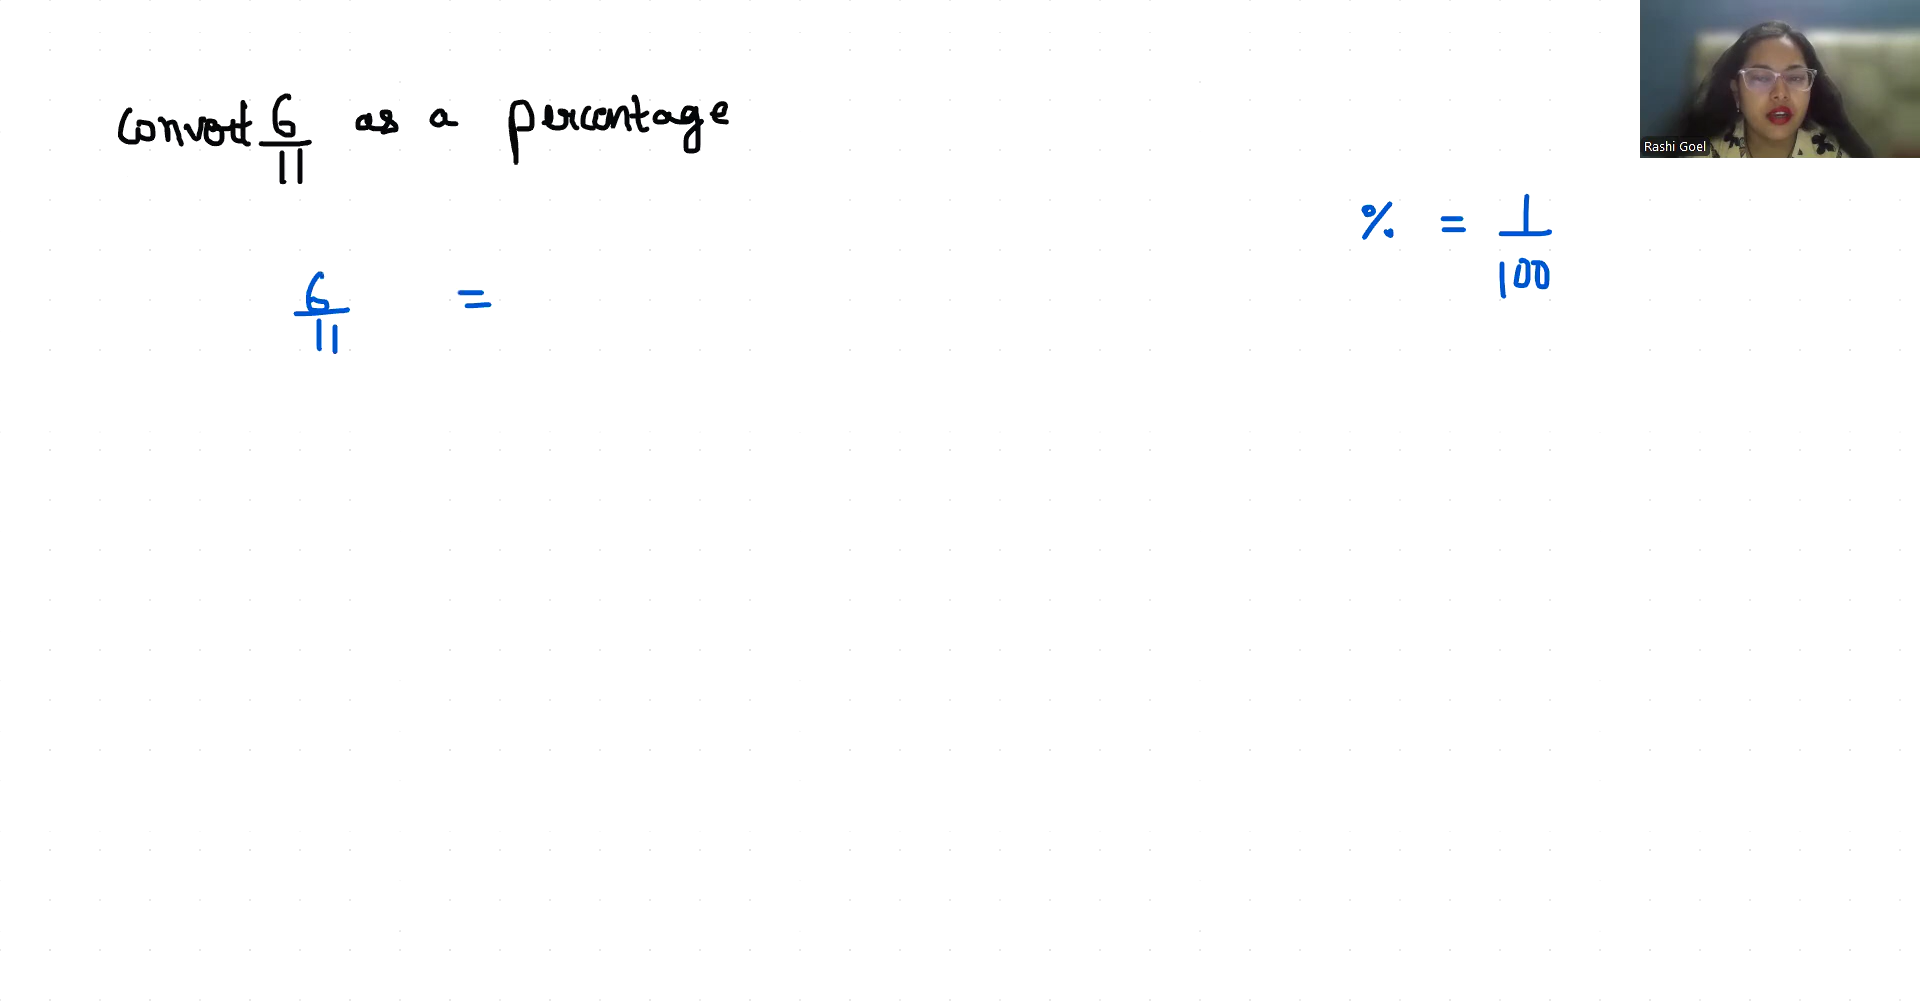 convert 6/11 as a percentage
Rashi Goel
% = 1/100
6/11 =